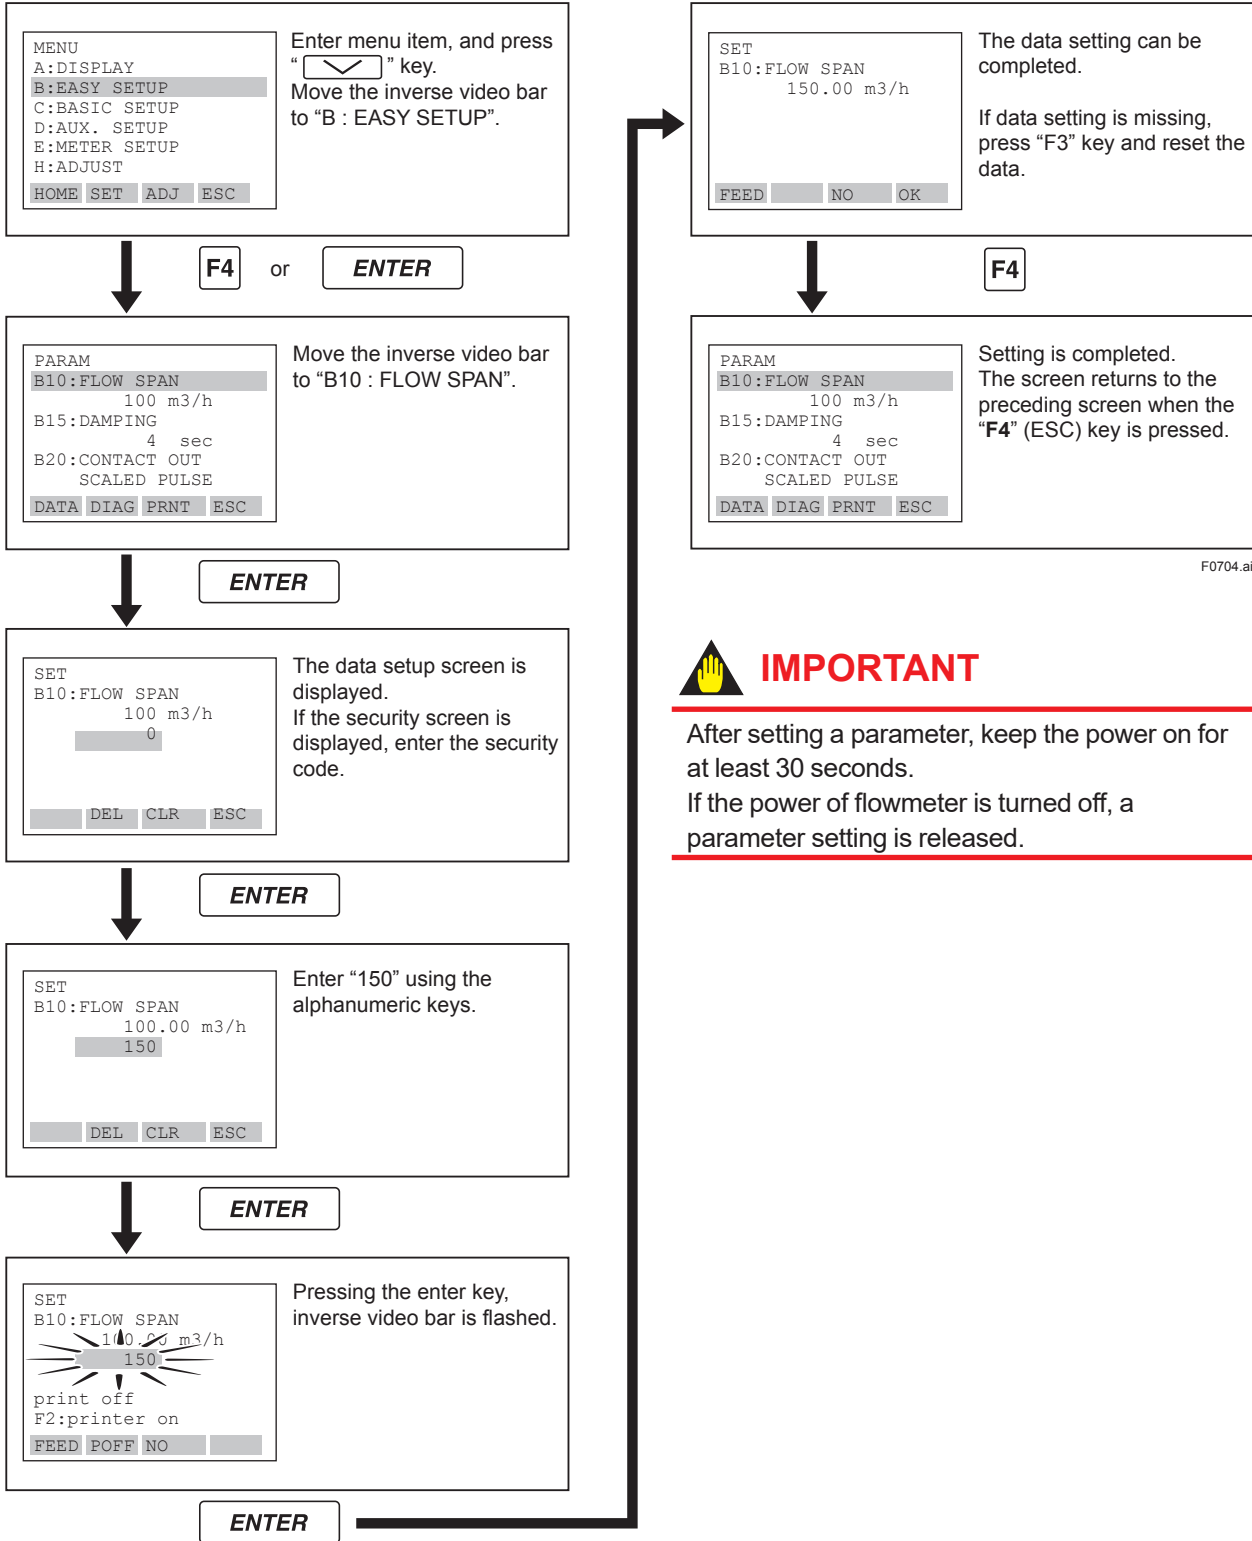 MENU
A:DISPLAY
B:EASY SETUP
C:BASIC SETUP
D:AUX. SETUP
E:METER SETUP
H:ADJUST
HOME SET ADJ ESC
Enter menu item, and press
“ ” key.
Move the inverse video bar
to “B : EASY SETUP”.
F4 or ENTER
PARAM
B10:FLOW SPAN
100 m3/h
B15:DAMPING
4 sec
B20:CONTACT OUT
SCALED PULSE
DATA DIAG PRNT ESC
Move the inverse video bar
to “B10 : FLOW SPAN”.
ENTER
SET
B10:FLOW SPAN
100 m3/h
0
DEL CLR ESC
The data setup screen is
displayed.
If the security screen is
displayed, enter the security
code.
ENTER
SET
B10:FLOW SPAN
100.00 m3/h
150
DEL CLR ESC
Enter “150” using the
alphanumeric keys.
ENTER
SET
B10:FLOW SPAN
100.00 m3/h
150
print off
F2:printer on
FEED POFF NO
Pressing the enter key,
inverse video bar is flashed.
ENTER
SET
B10:FLOW SPAN
150.00 m3/h
FEED NO OK
The data setting can be
completed.
If data setting is missing,
press “F3” key and reset the
data.
F4
PARAM
B10:FLOW SPAN
100 m3/h
B15:DAMPING
4 sec
B20:CONTACT OUT
SCALED PULSE
DATA DIAG PRNT ESC
Setting is completed.
The screen returns to the
preceding screen when the
“F4” (ESC) key is pressed.
F0704.ai
IMPORTANT
After setting a parameter, keep the power on for
at least 30 seconds.
If the power of flowmeter is turned off, a
parameter setting is released.